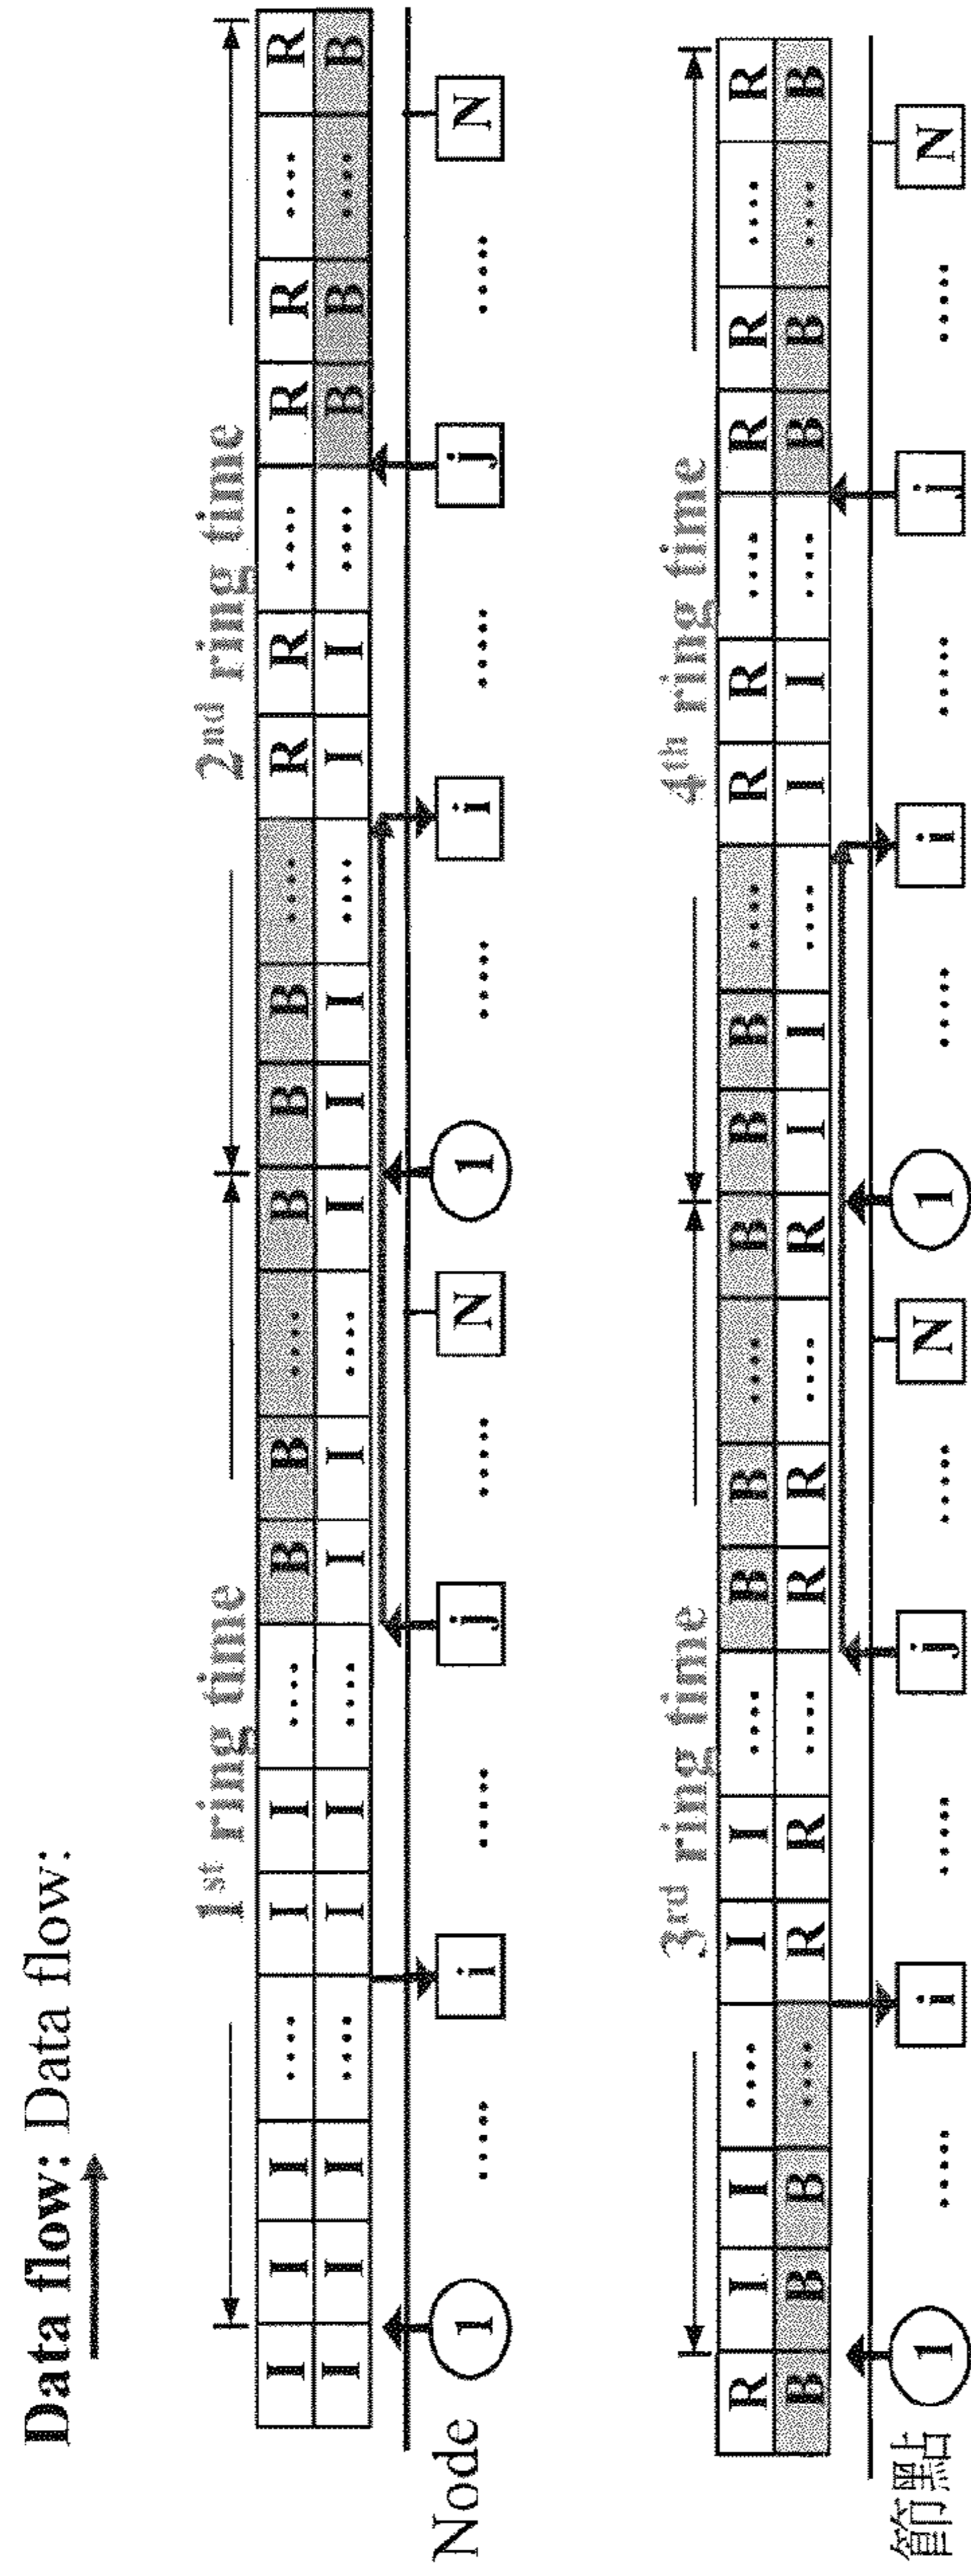 Data flow: Data flow:
1st ring time 2nd ring time
I I I .... I I .... B B .... B B B .... R R .... R R .... R
I I I .... I I .... I I .... I I I .... I I .... B B .... B
Node 1 ..... i ..... j ..... N 1 ..... i ..... j ..... N
3rd ring time 4th ring time
R I I .... I I .... B B .... B B B .... R R .... R R .... R
B B B .... R R .... R R .... R I I .... I I .... B B .... B
節點 1 ..... i ..... j ..... N 1 ..... i ..... j ..... N